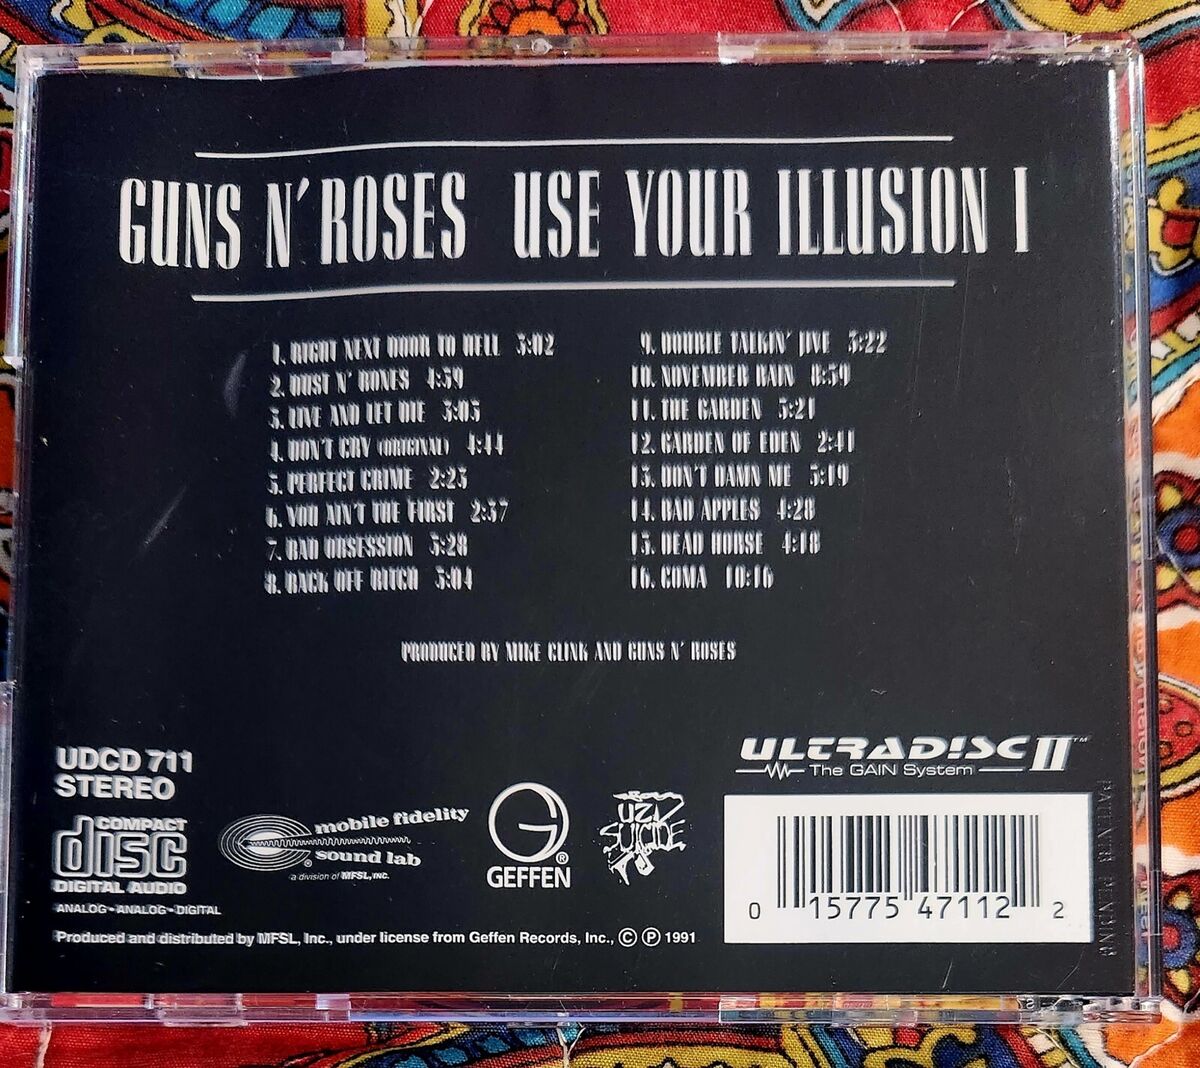 GUNS N' ROSES USE YOUR ILLUSION I
1. RIGHT NEXT DOOR TO HELL 3:02
2. DUST N' BONES 4:59
3. LIVE AND LET DIE 3:05
4. DON'T CRY (ORIGINAL) 4:44
5. PERFECT CRIME 2:23
6. YOU AIN'T THE FIRST 2:37
7. BAD OBSESSION 5:28
8. BACK OFF BITCH 5:04
9. DOUBLE TALKIN' JIVE 3:22
10. NOVEMBER RAIN 8:59
11. THE GARDEN 5:21
12. GARDEN OF EDEN 2:41
13. DON'T DAMN ME 5:19
14. BAD APPLES 4:28
15. DEAD HORSE 4:18
16. COMA 10:16
PRODUCED BY MIKE CLINK AND GUNS N' ROSES
UDCD 711
STEREO
COMPACT
disc
DIGITAL AUDIO
ANALOG • ANALOG • DIGITAL
mobile fidelity
sound lab
®
a division of MFSL, INC.
G
®
GEFFEN
UZI
SUICIDE
ULTRADISC II™
The GAIN System
0 15775 47112 2
Produced and distributed by MFSL, Inc., under license from Geffen Records, Inc., © ℗ 1991
PATENTS PENDING